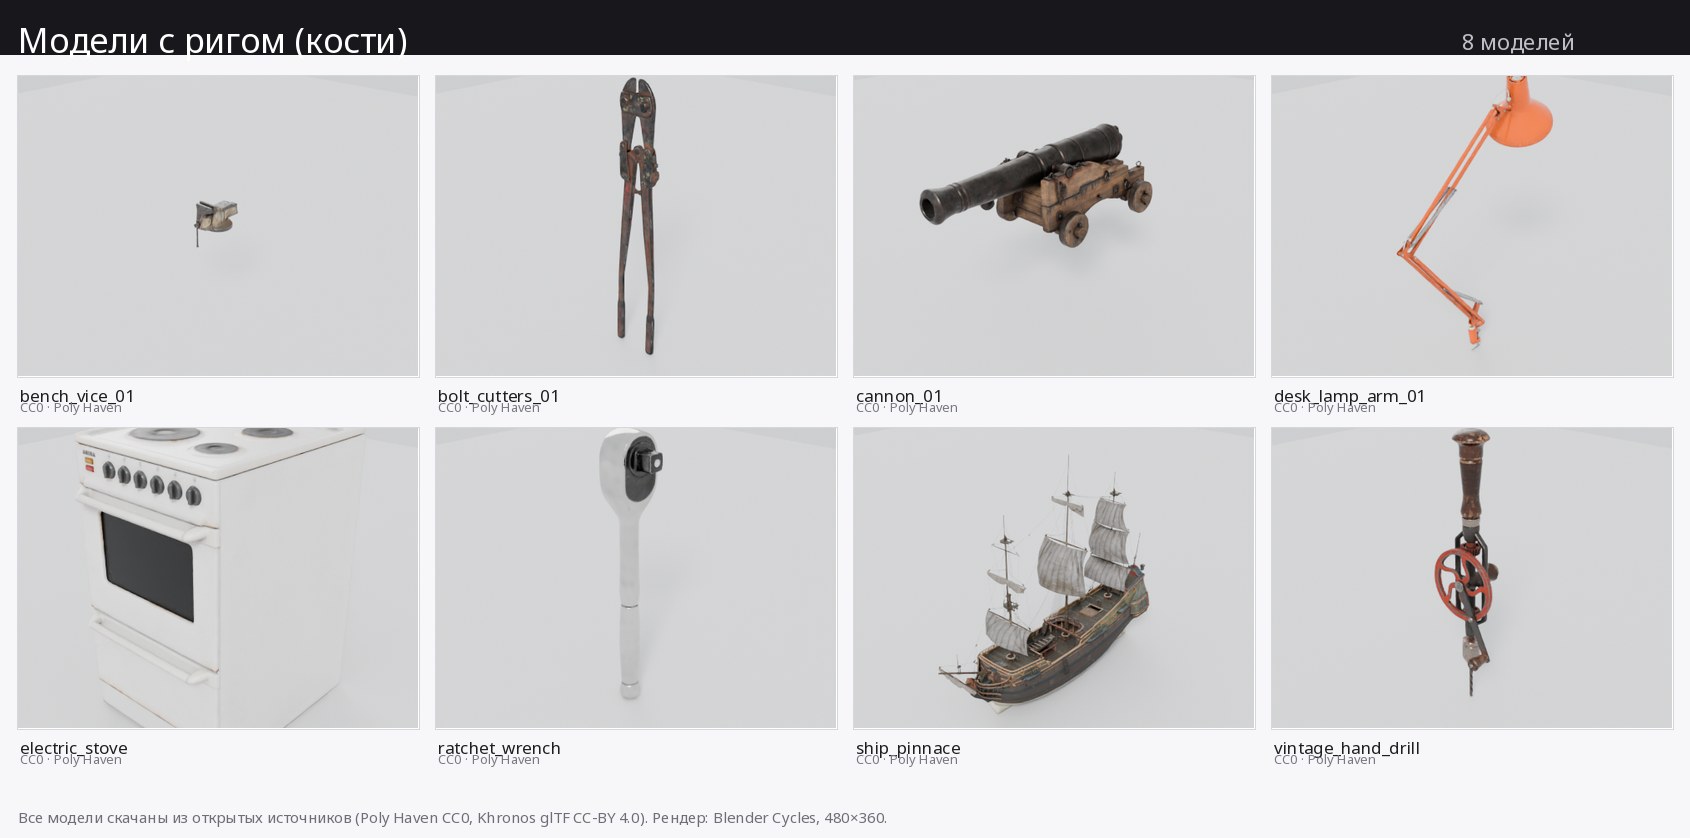 Модели с ригом (кости)
8 моделей
bench_vice_01
CC0 · Poly Haven
bolt_cutters_01
CC0 · Poly Haven
cannon_01
CC0 · Poly Haven
desk_lamp_arm_01
CC0 · Poly Haven
electric_stove
CC0 · Poly Haven
ratchet_wrench
CC0 · Poly Haven
ship_pinnace
CC0 · Poly Haven
vintage_hand_drill
CC0 · Poly Haven
Все модели скачаны из открытых источников (Poly Haven CC0, Khronos glTF CC-BY 4.0). Рендер: Blender Cycles, 480×360.